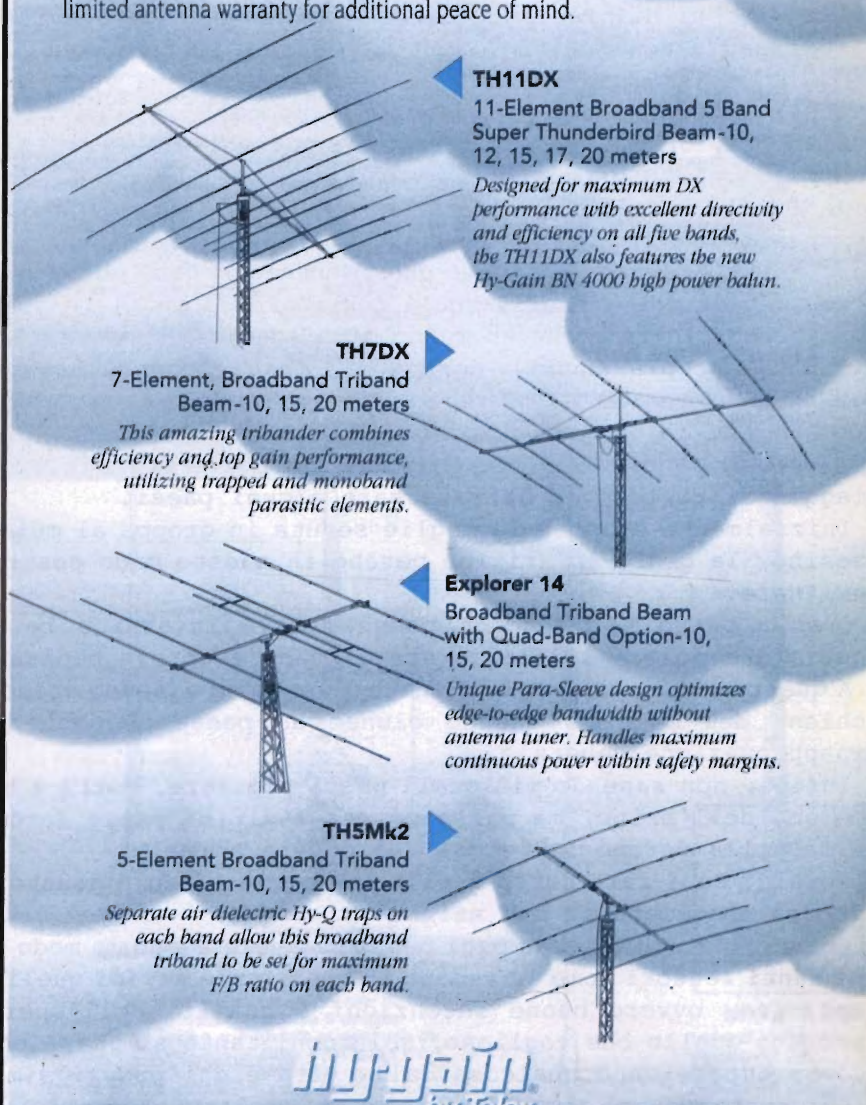 limited antenna warranty for additional peace of mind.
TH11DX
11-Element Broadband 5 Band
Super Thunderbird Beam-10,
12, 15, 17, 20 meters
Designed for maximum DX
performance with excellent directivity
and efficiency on all five bands,
the TH11DX also features the new
Hy-Gain BN 4000 high power balun.
TH7DX
7-Element, Broadband Triband
Beam-10, 15, 20 meters
This amazing tribander combines
efficiency and top gain performance,
utilizing trapped and monoband
parasitic elements.
Explorer 14
Broadband Triband Beam
with Quad-Band Option-10,
15, 20 meters
Unique Para-Sleeve design optimizes
edge-to-edge bandwidth without
antenna tuner. Handles maximum
continuous power within safety margins.
TH5Mk2
5-Element Broadband Triband
Beam-10, 15, 20 meters
Separate air dielectric Hy-Q traps on
each band allow this broadband
triband to be set for maximum
F/B ratio on each band.
hy-gain®
by Telex